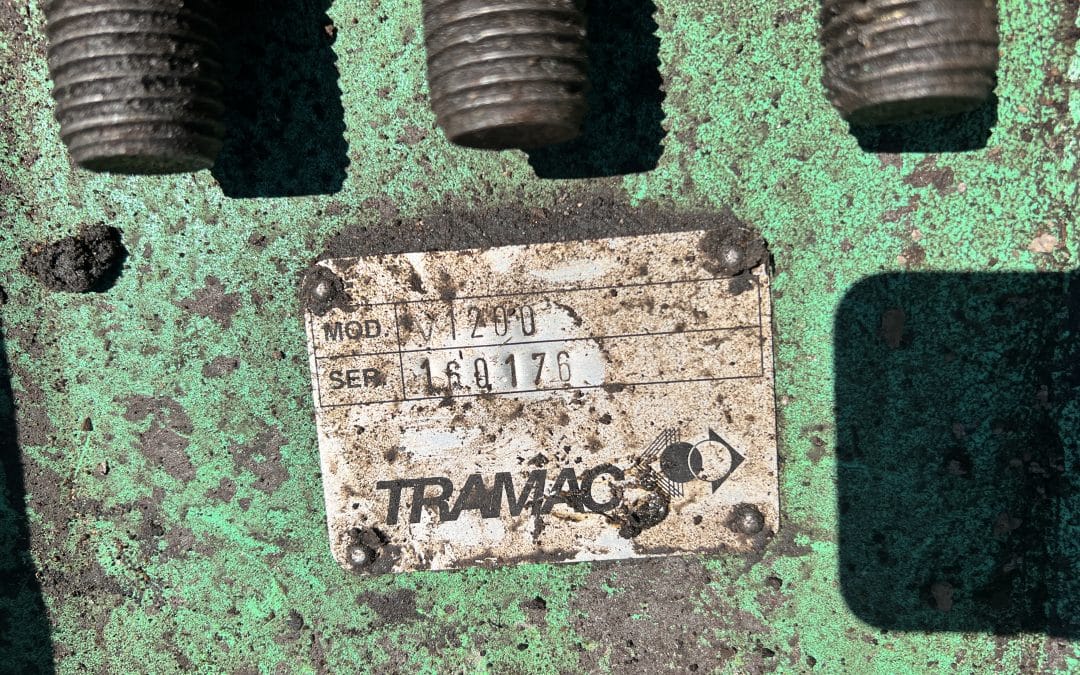 MOD. V1200
SER. 160176
TRAMAC